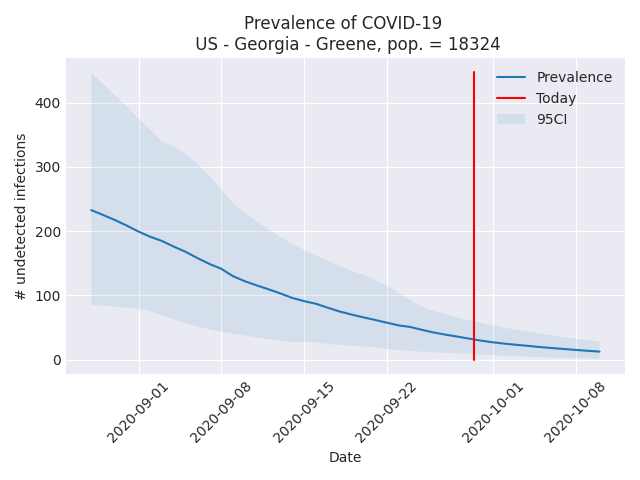 Prevalence of COVID-19
US - Georgia - Greene, pop. = 18324
Prevalence
Today
95CI
# undetected infections
400
300
200
100
0
2020-09-01
2020-09-08
2020-09-15
2020-09-22
2020-10-01
2020-10-08
Date